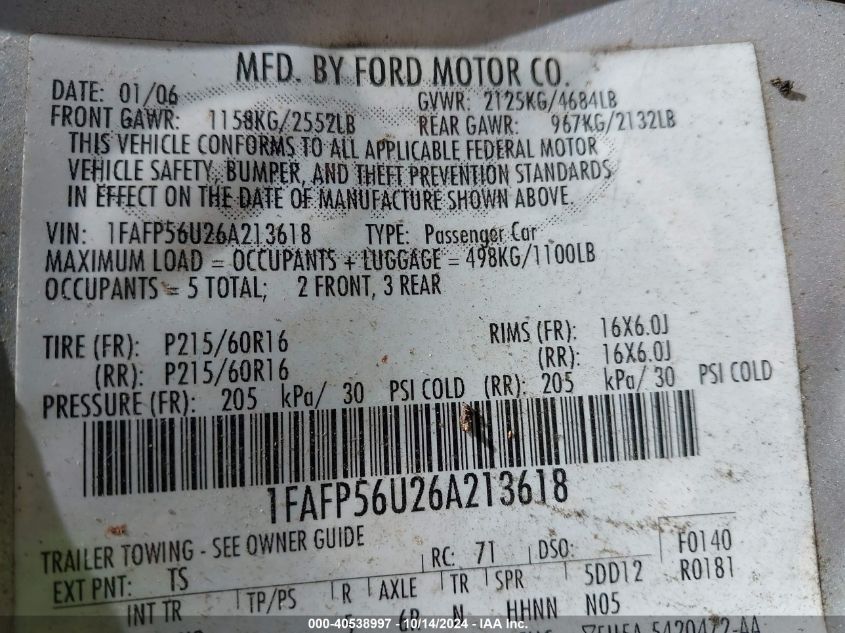 MFD. BY FORD MOTOR CO.
DATE: 01/06 GVWR: 2125KG/4684LB
FRONT GAWR: 1158KG/2552LB REAR GAWR: 967KG/2132LB
THIS VEHICLE CONFORMS TO ALL APPLICABLE FEDERAL MOTOR
VEHICLE SAFETY, BUMPER, AND THEFT PREVENTION STANDARDS
IN EFFECT ON THE DATE OF MANUFACTURE SHOWN ABOVE.
VIN: 1FAFP56U26A213618 TYPE: Passenger Car
MAXIMUM LOAD = OCCUPANTS + LUGGAGE = 498KG/1100LB
OCCUPANTS = 5 TOTAL; 2 FRONT, 3 REAR
TIRE (FR): P215/60R16 RIMS (FR): 16X6.0J
(RR): P215/60R16 (RR): 16X6.0J
PRESSURE (FR): 205 kPa/ 30 PSI COLD (RR): 205 kPa/ 30 PSI COLD
1FAFP56U26A213618
TRAILER TOWING - SEE OWNER GUIDE
RC: 71 DSO: F0140
EXT PNT: TS 5DD12 R0181
INT TR TP/PS R AXLE TR SPR
N HHNN N05
000-40538997 - 10/14/2024 - IAA, Inc.